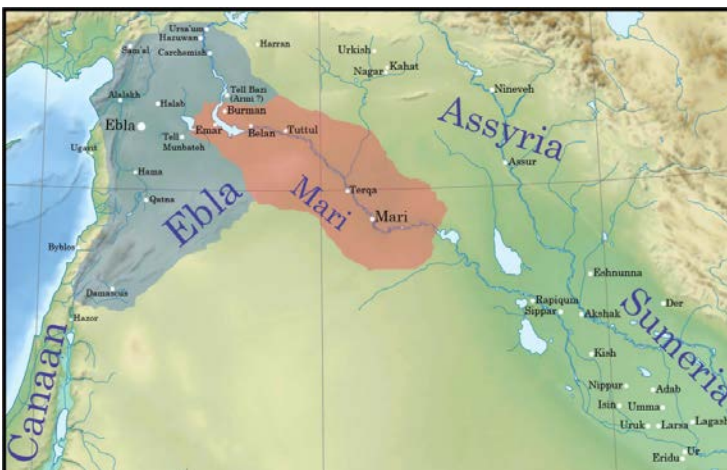 Ursa'um
Hazuwan
Carchemish
Sam'al
Harran
Urkish
Nagar
Kahat
Alalakh
Halab
Ebla
Tell Bazi
(Armi ?)
Burman
Emar
Belan
Tuttul
Tell
Munbateh
Ugarit
Hama
Qatna
Ebla
Mari
Terqa
Mari
Nineveh
Assyria
Assur
Byblos
Damascus
Hazor
Canaan
Eshnunna
Der
Rapiqum
Sippar
Akshak
Sumeria
Kish
Nippur
Adab
Isin
Umma
Uruk
Larsa
Lagash
Ur
Eridu